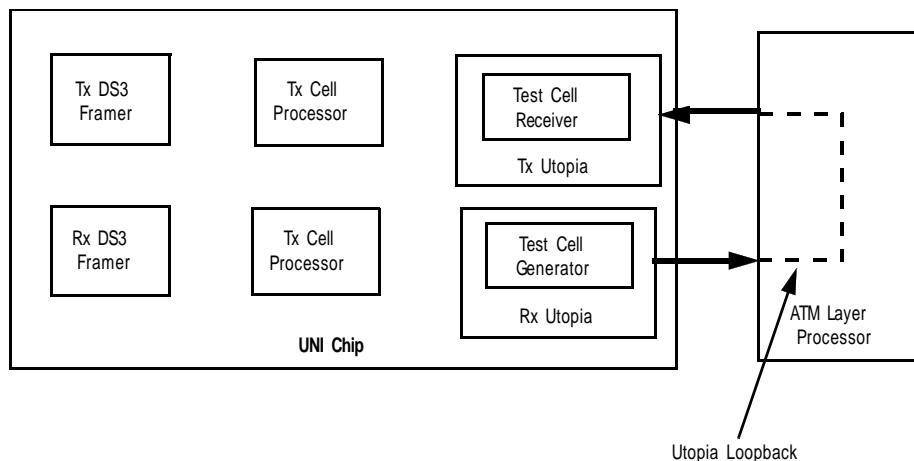 Tx DS3
Framer
Tx Cell
Processor
Test Cell
Receiver
Tx Utopia
Rx DS3
Framer
Tx Cell
Processor
Test Cell
Generator
Rx Utopia
UNI Chip
ATM Layer
Processor
Utopia Loopback